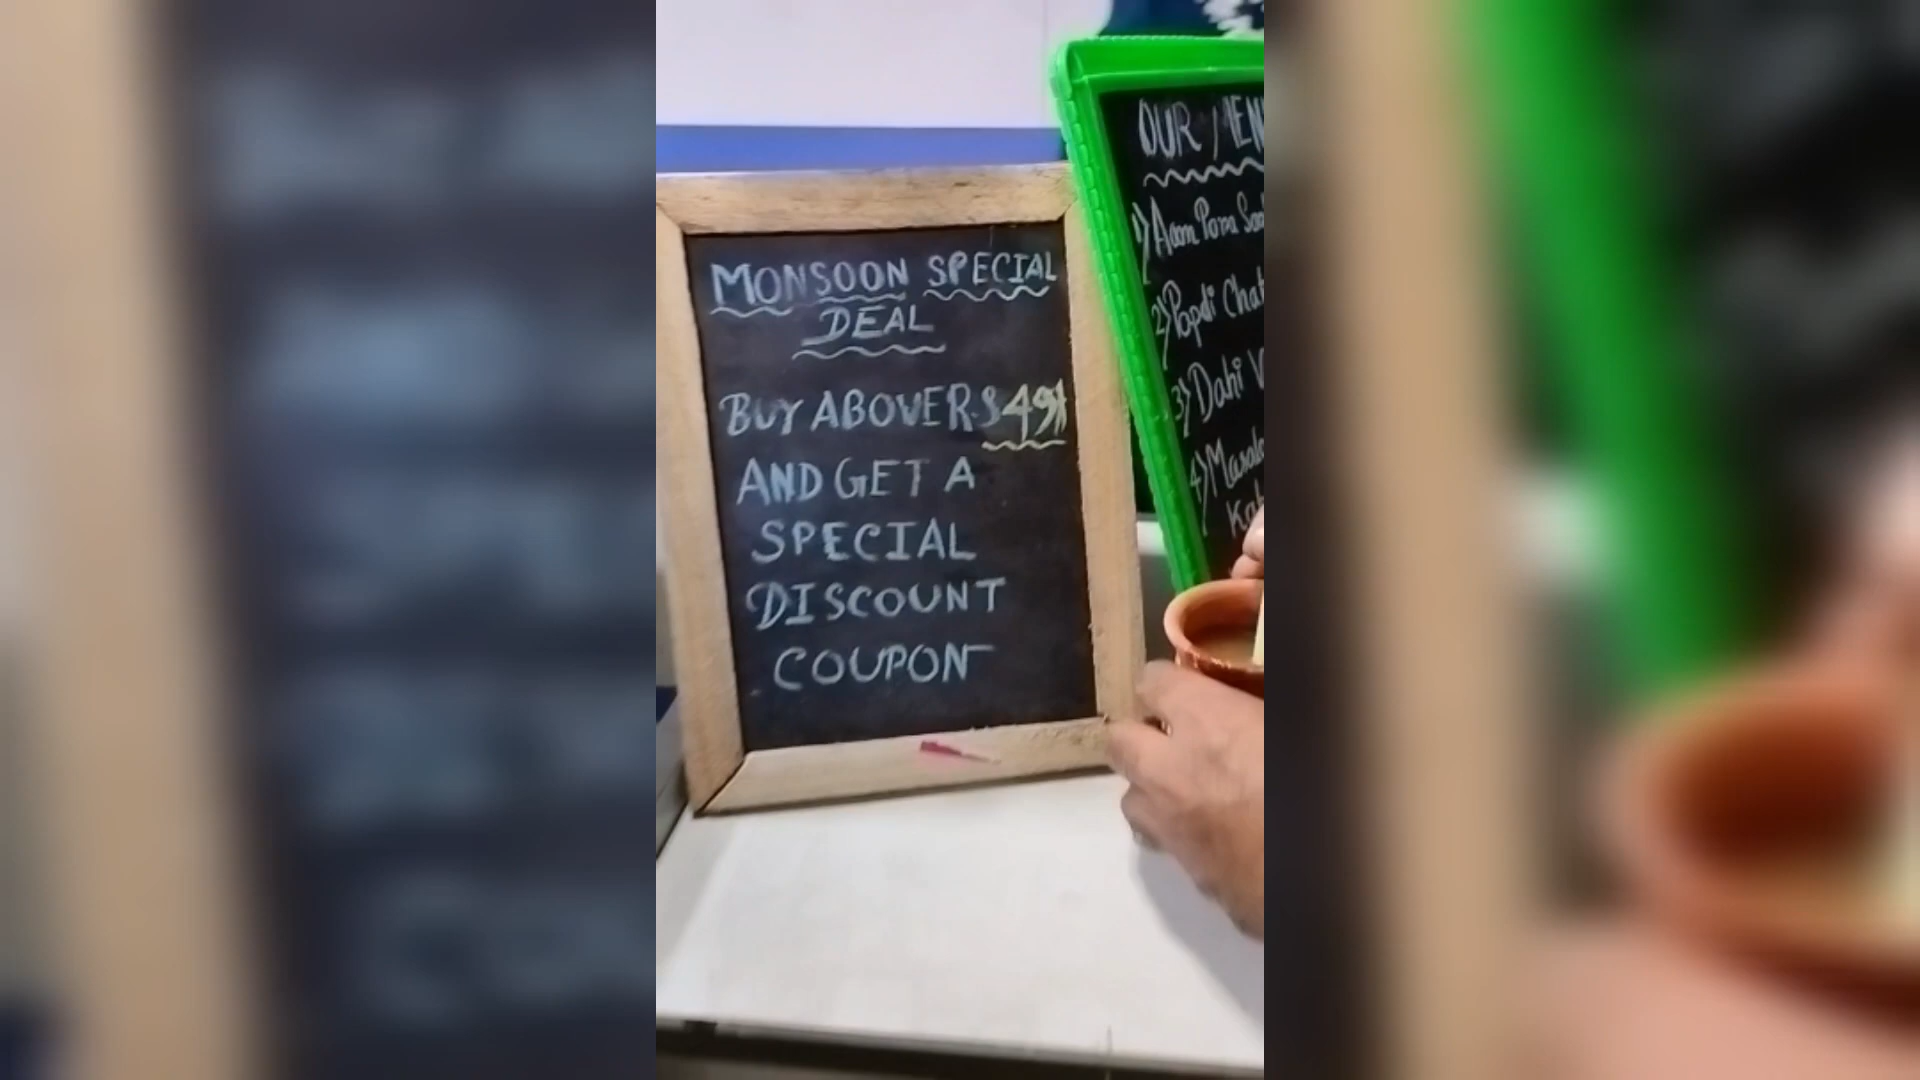 MONSOON SPECIAL
DEAL
BUY ABOVE R.S 49/-
AND GET A
SPECIAL
DISCOUNT
COUPON
OUR MEN
1) Aam Pora
2) Papdi Chat
3) Dahi V
4) Masala